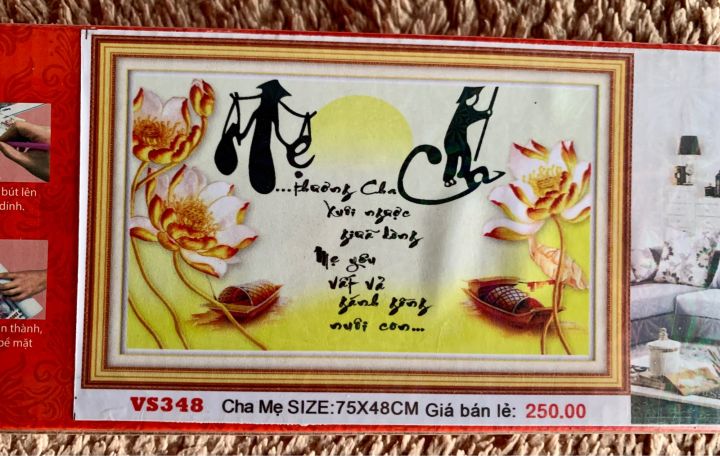 Mẹ Cha
...thương Cha
xuôi ngược
giữa dòng
Mẹ yêu
vất vả
gánh gồng
nuôi con...
bút lên
dinh.
thành,
bề mặt
VS348 Cha Mẹ SIZE:75X48CM Giá bán lẻ: 250.00